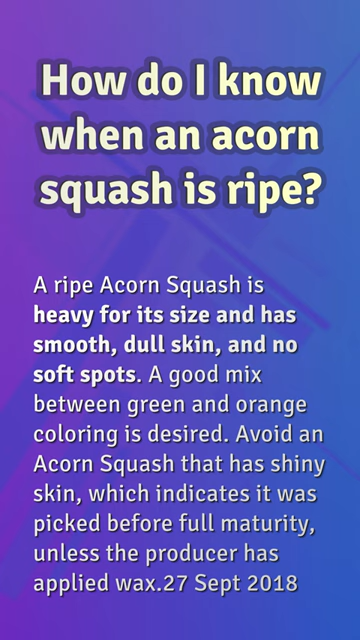 How do I know
when an acorn
squash is ripe?
A ripe Acorn Squash is
heavy for its size and has
smooth, dull skin, and no
soft spots. A good mix
between green and orange
coloring is desired. Avoid an
Acorn Squash that has shiny
skin, which indicates it was
picked before full maturity,
unless the producer has
applied wax.27 Sept 2018